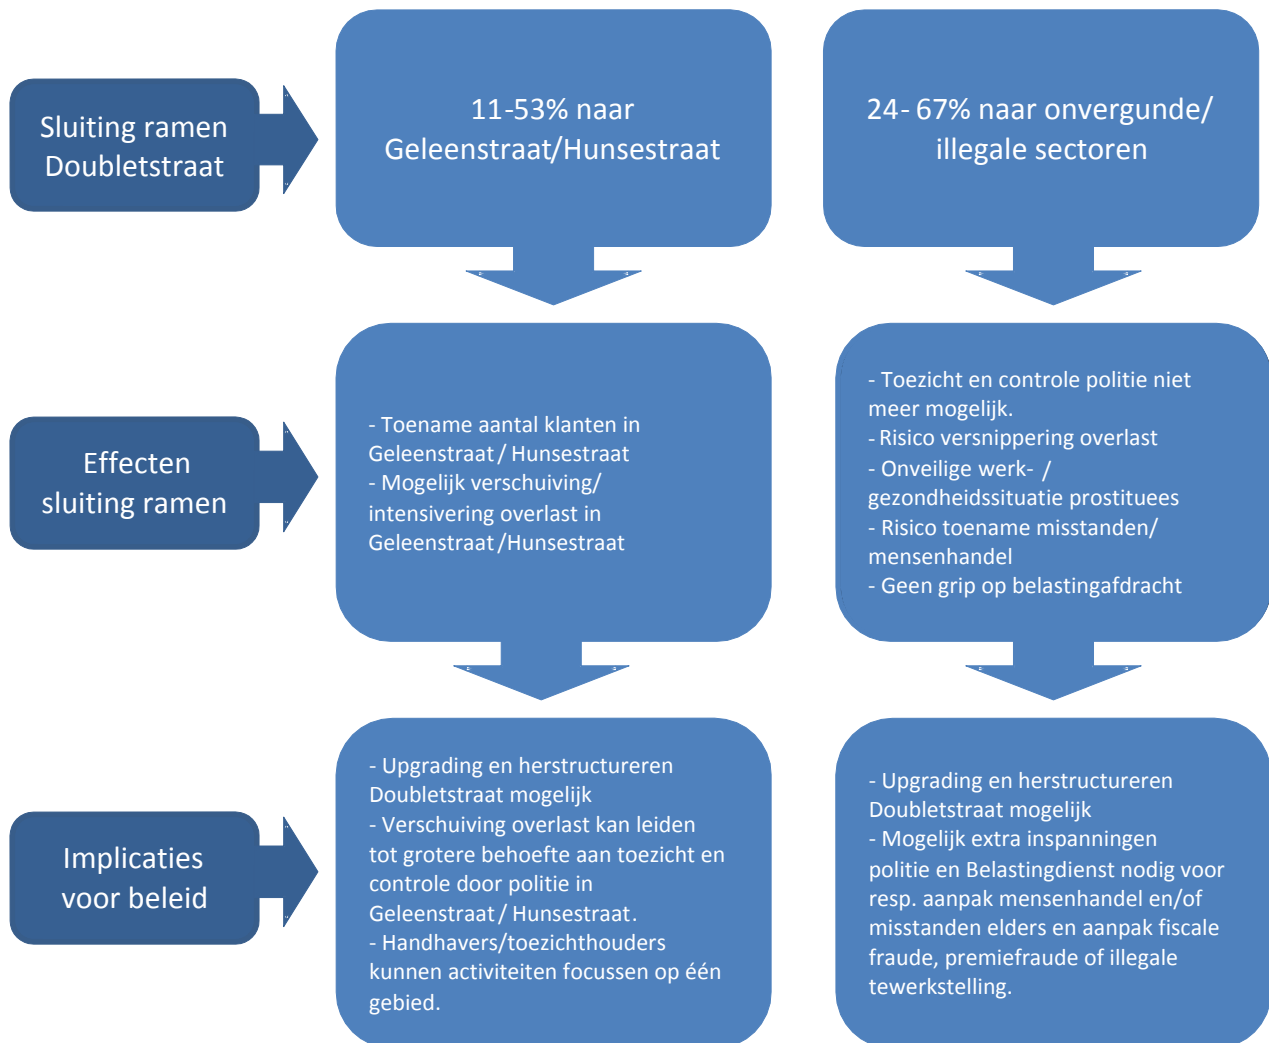 Sluiting ramen
Doubletstraat
11-53% naar
Geleenstraat/Hunsestraat
24- 67% naar onvergunde/
illegale sectoren
Effecten
sluiting ramen
- Toename aantal klanten in
Geleenstraat / Hunsestraat
- Mogelijk verschuiving/
intensivering overlast in
Geleenstraat /Hunsestraat
- Toezicht en controle politie niet
meer mogelijk.
- Risico versnippering overlast
- Onveilige werk- /
gezondheidssituatie prostituees
- Risico toename misstanden/
mensenhandel
- Geen grip op belastingafdracht
Implicaties
voor beleid
- Upgrading en herstructureren
Doubletstraat mogelijk
- Verschuiving overlast kan leiden
tot grotere behoefte aan toezicht en
controle door politie in
Geleenstraat / Hunsestraat.
- Handhavers/toezichthouders
kunnen activiteiten focussen op één
gebied.
- Upgrading en herstructureren
Doubletstraat mogelijk
- Mogelijk extra inspanningen
politie en Belastingdienst nodig voor
resp. aanpak mensenhandel en/of
misstanden elders en aanpak fiscale
fraude, premiefraude of illegale
tewerkstelling.